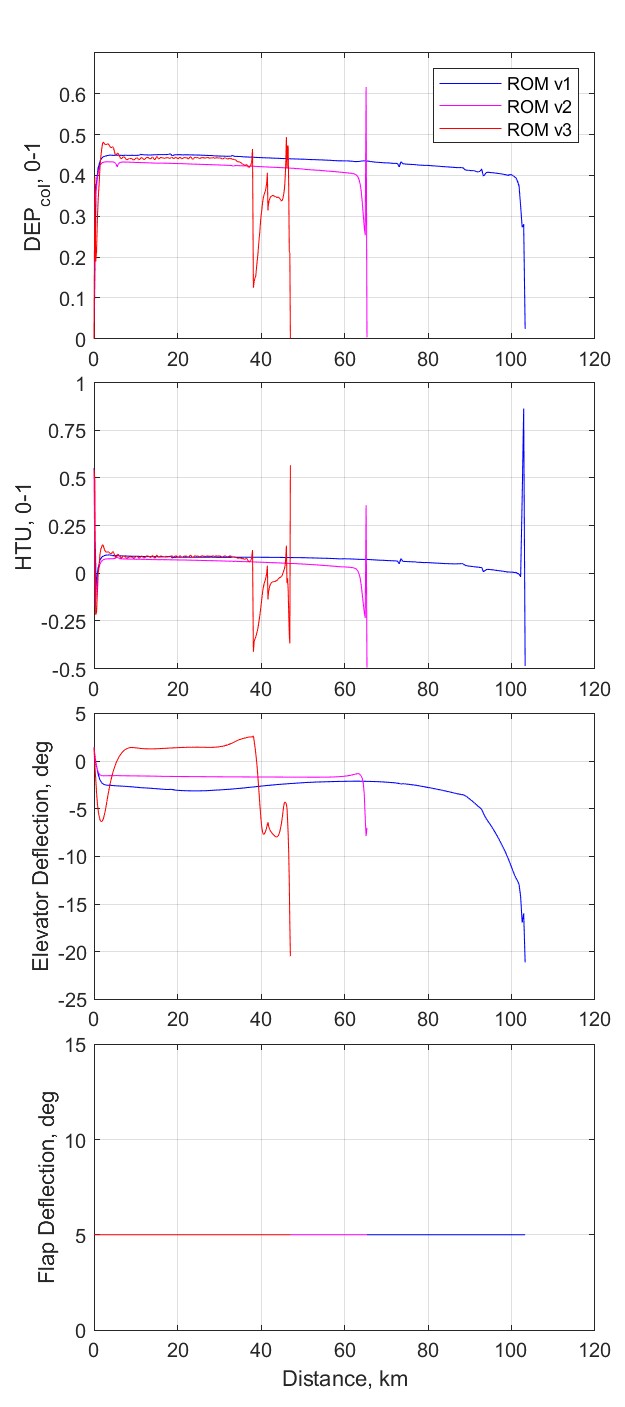 ROM v1
ROM v2
ROM v3
DEPcol, 0-1
0.6
0.5
0.4
0.3
0.2
0.1
0
0 20 40 60 80 100 120
HTU, 0-1
1
0.75
0.5
0.25
0
-0.25
-0.5
0 20 40 60 80 100 120
Elevator Deflection, deg
5
0
-5
-10
-15
-20
-25
0 20 40 60 80 100 120
Flap Deflection, deg
15
10
5
0
0 20 40 60 80 100 120
Distance, km